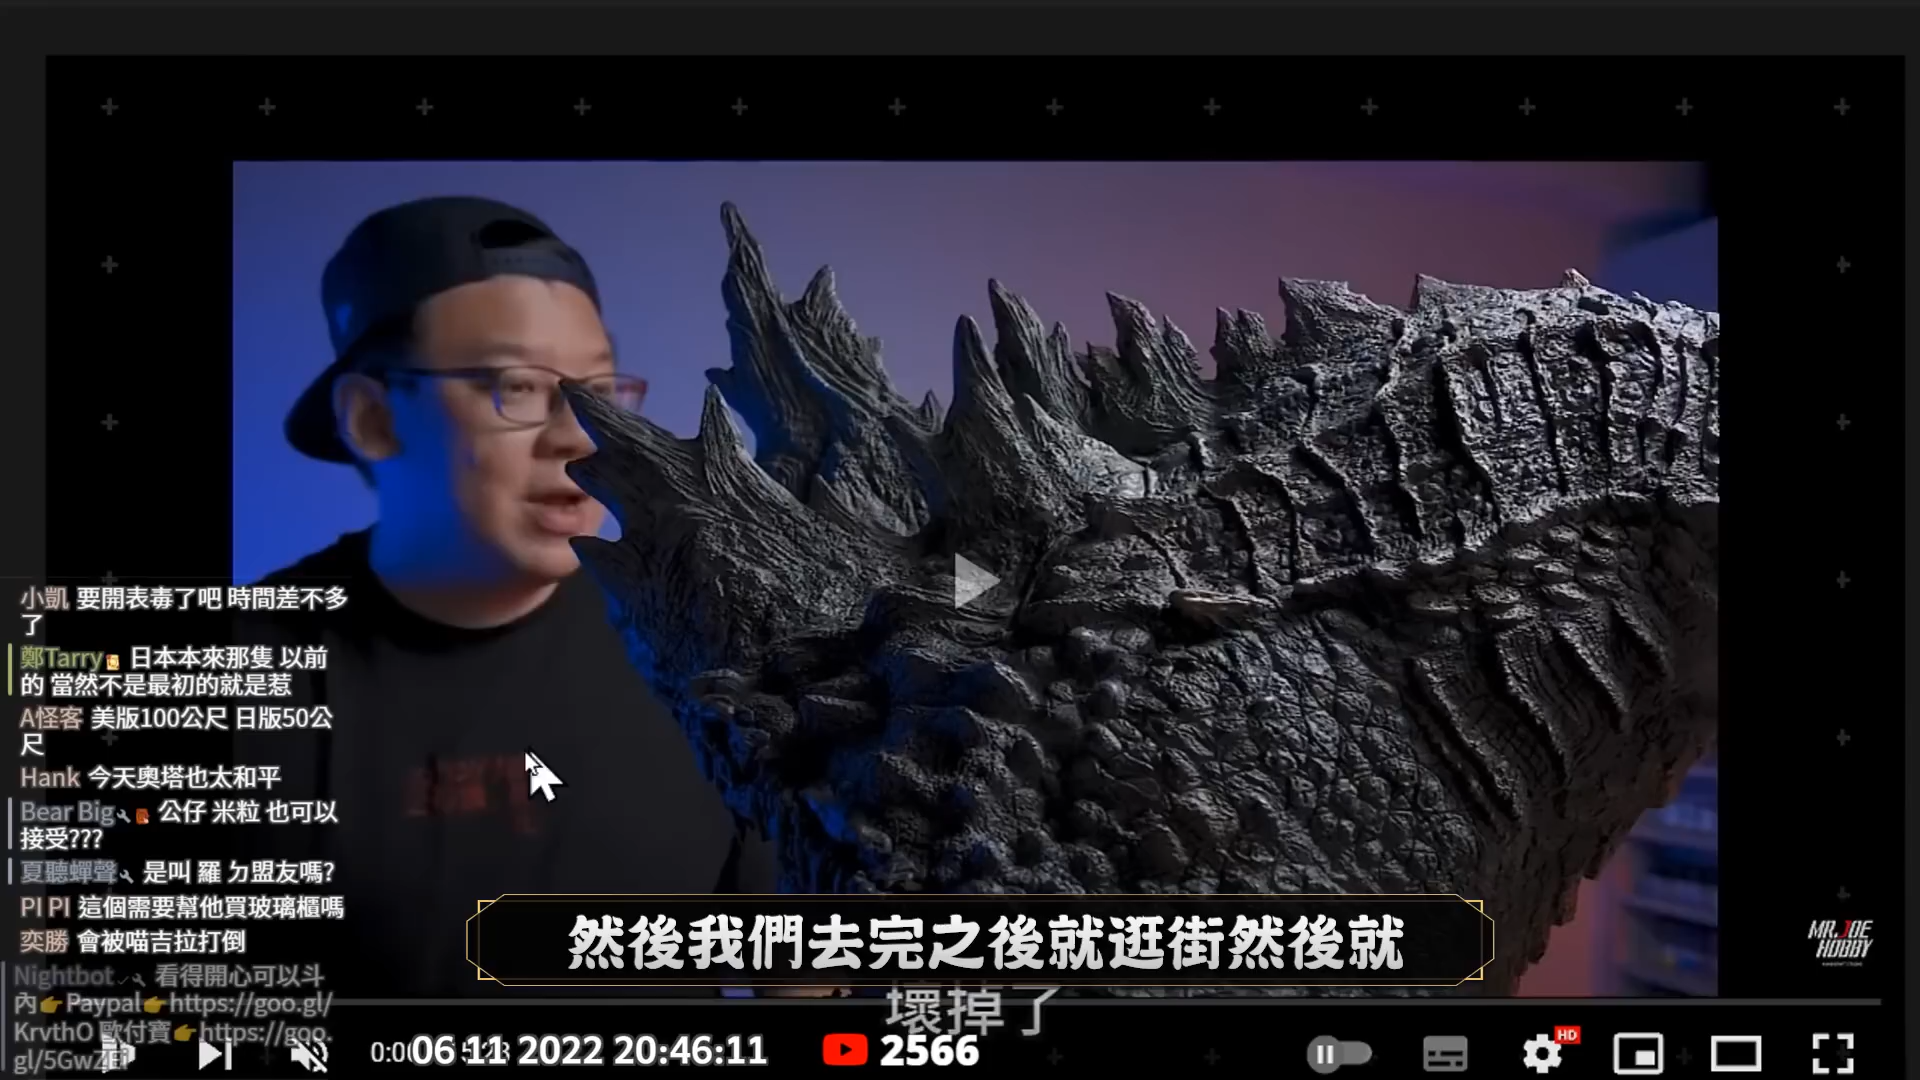 小凱 要開表毒了吧 時間差不多
了
鄭Tarry 日本本來那隻 以前
的 當然不是最初的就是惹
A怪客 美版100公尺 日版50公
尺
Hank 今天奧塔也太和平
Bear Big 公仔 米粒 也可以
接受???
夏聽蟬聲 是叫 羅 ㄉ盟友嗎?
PI PI 這個需要幫他買玻璃櫃嗎
奕勝 會被喵吉拉打倒
Nightbot 看得開心可以斗
內👉Paypal👉https://goo.gl/
KrvthO 歐付寶👉https://goo.
gl/5GwZEi
然後我們去完之後就逛街然後就
壞掉了
MR.JOE
HOBBY
06 11 2022 20:46:11
2566
HD